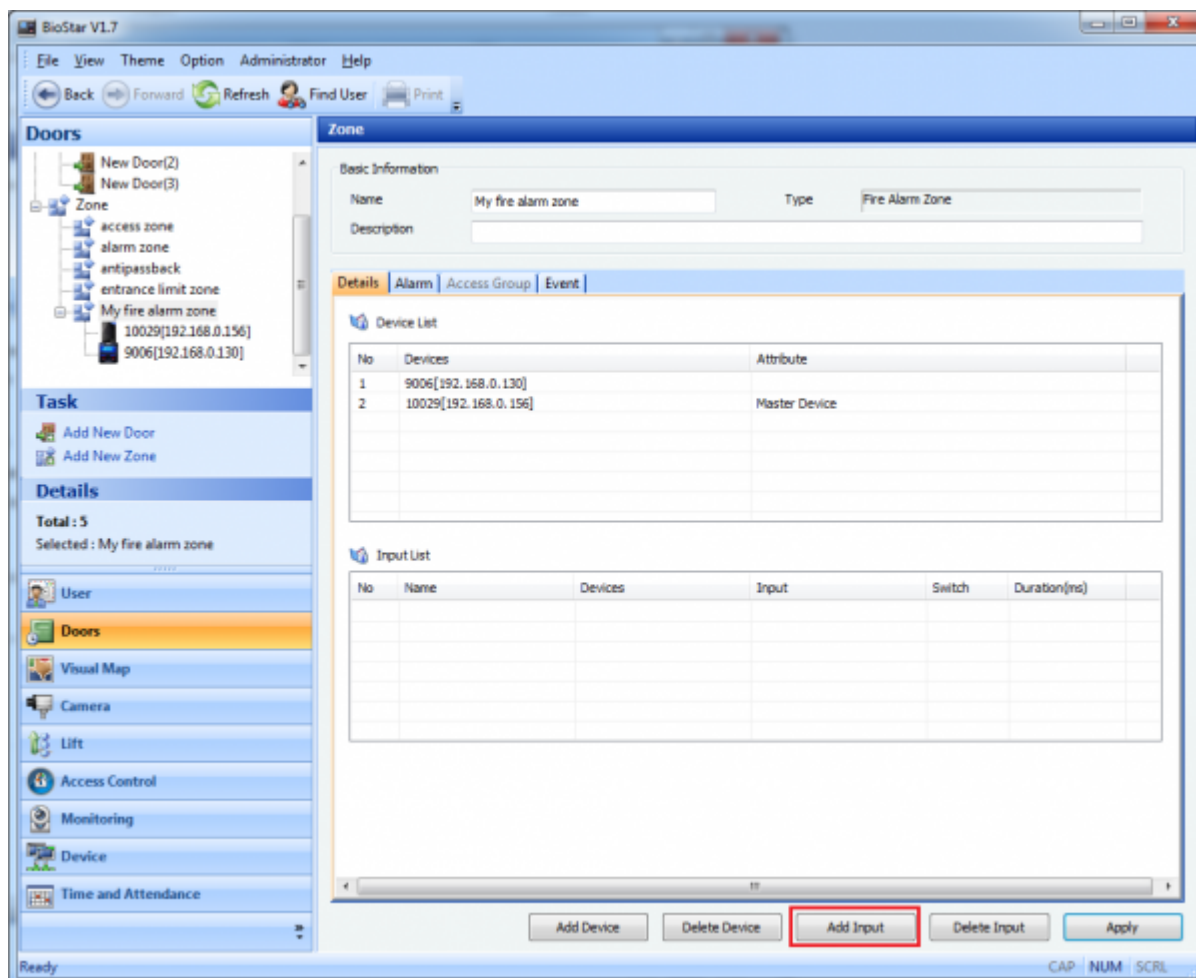 BioStar V1.7
File View Theme Option Administrator Help
Back Forward Refresh Find User Print
Doors
New Door(2)
New Door(3)
Zone
access zone
alarm zone
antipassback
entrance limit zone
My fire alarm zone
10029[192.168.0.156]
9006[192.168.0.130]
Task
Add New Door
Add New Zone
Details
Total : 5
Selected : My fire alarm zone
User
Doors
Visual Map
Camera
Lift
Access Control
Monitoring
Device
Time and Attendance
Zone
Basic Information
Name My fire alarm zone Type Fire Alarm Zone
Description
Details Alarm Access Group Event
Device List
No Devices Attribute
1 9006[192.168.0.130]
2 10029[192.168.0.156] Master Device
Input List
No Name Devices Input Switch Duration(ms)
Add Device Delete Device Add Input Delete Input Apply
Ready CAP NUM SCRL